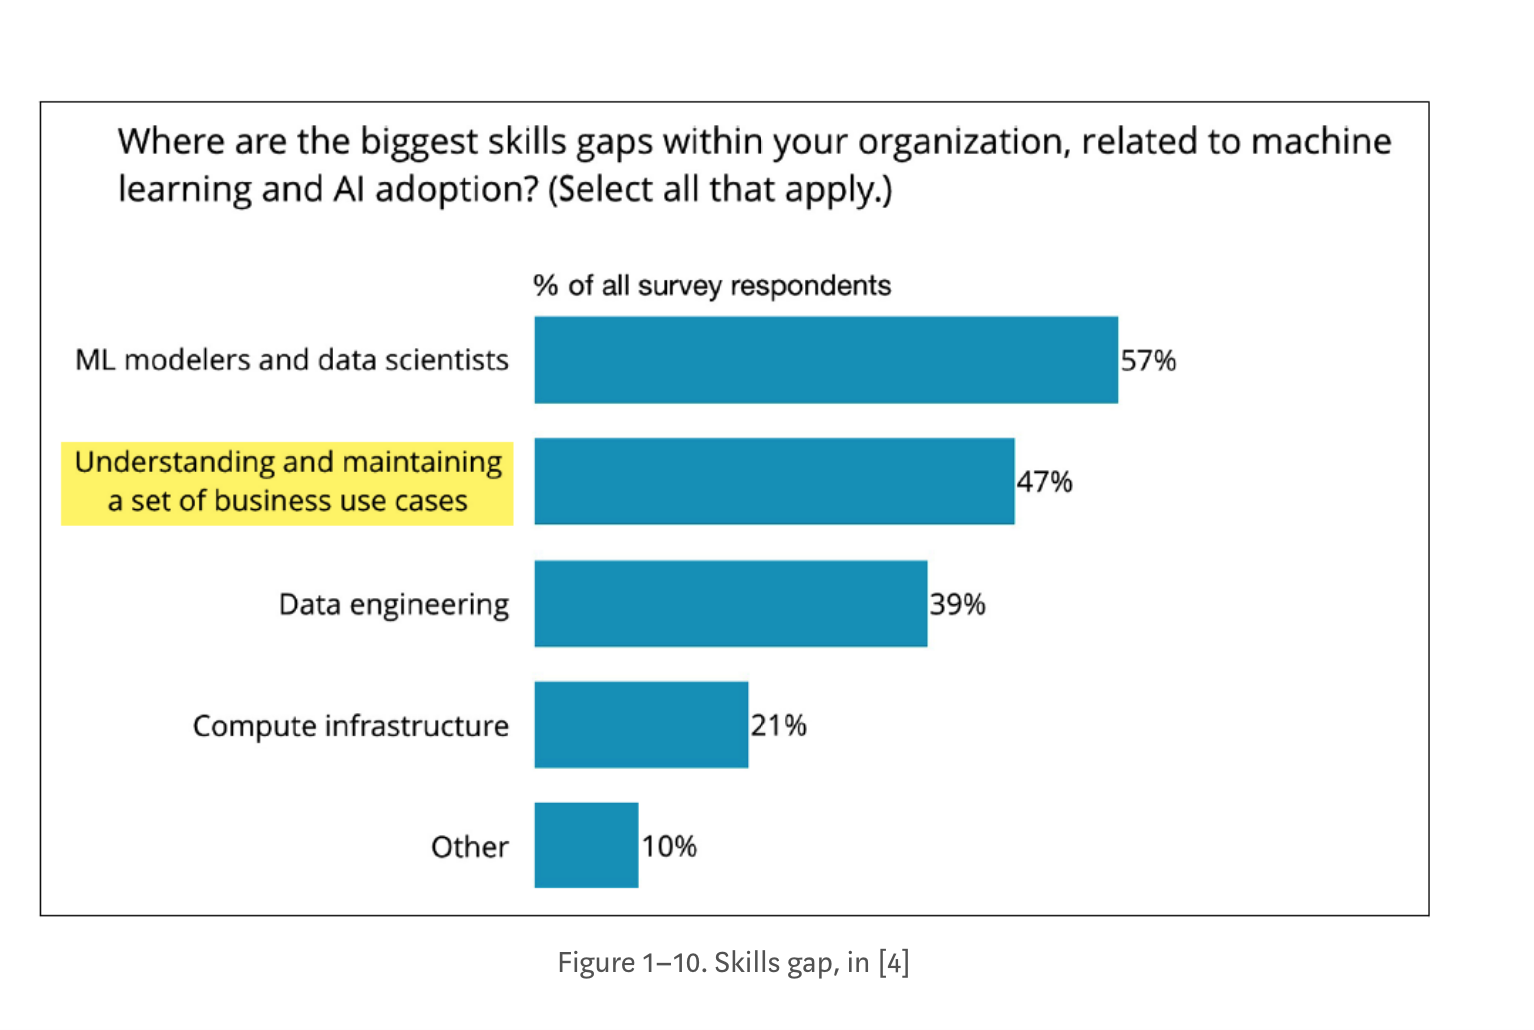 Where are the biggest skills gaps within your organization, related to machine
learning and AI adoption? (Select all that apply.)
% of all survey respondents
ML modelers and data scientists 57%
Understanding and maintaining
a set of business use cases 47%
Data engineering 39%
Compute infrastructure 21%
Other 10%
Figure 1–10. Skills gap, in [4]